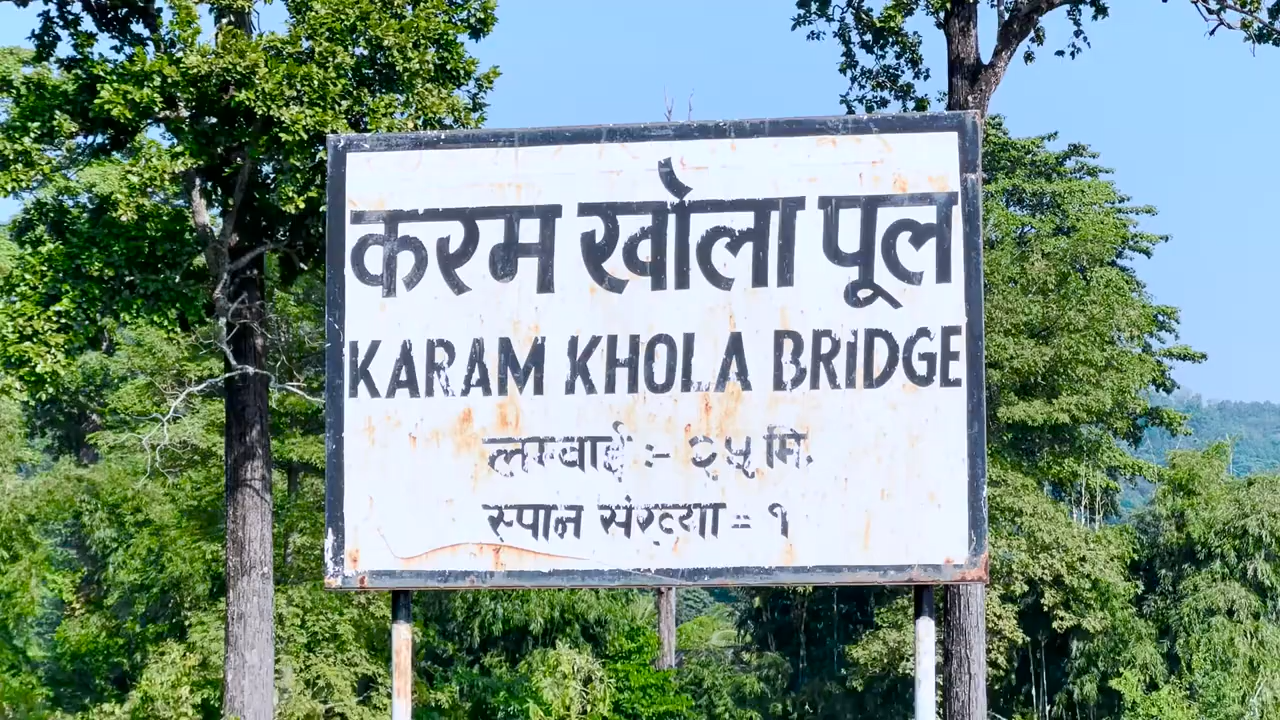 करम खोला पूल
KARAM KHOLA BRIDGE
लम्वाई :- २५ मि.
स्पान संख्या = १